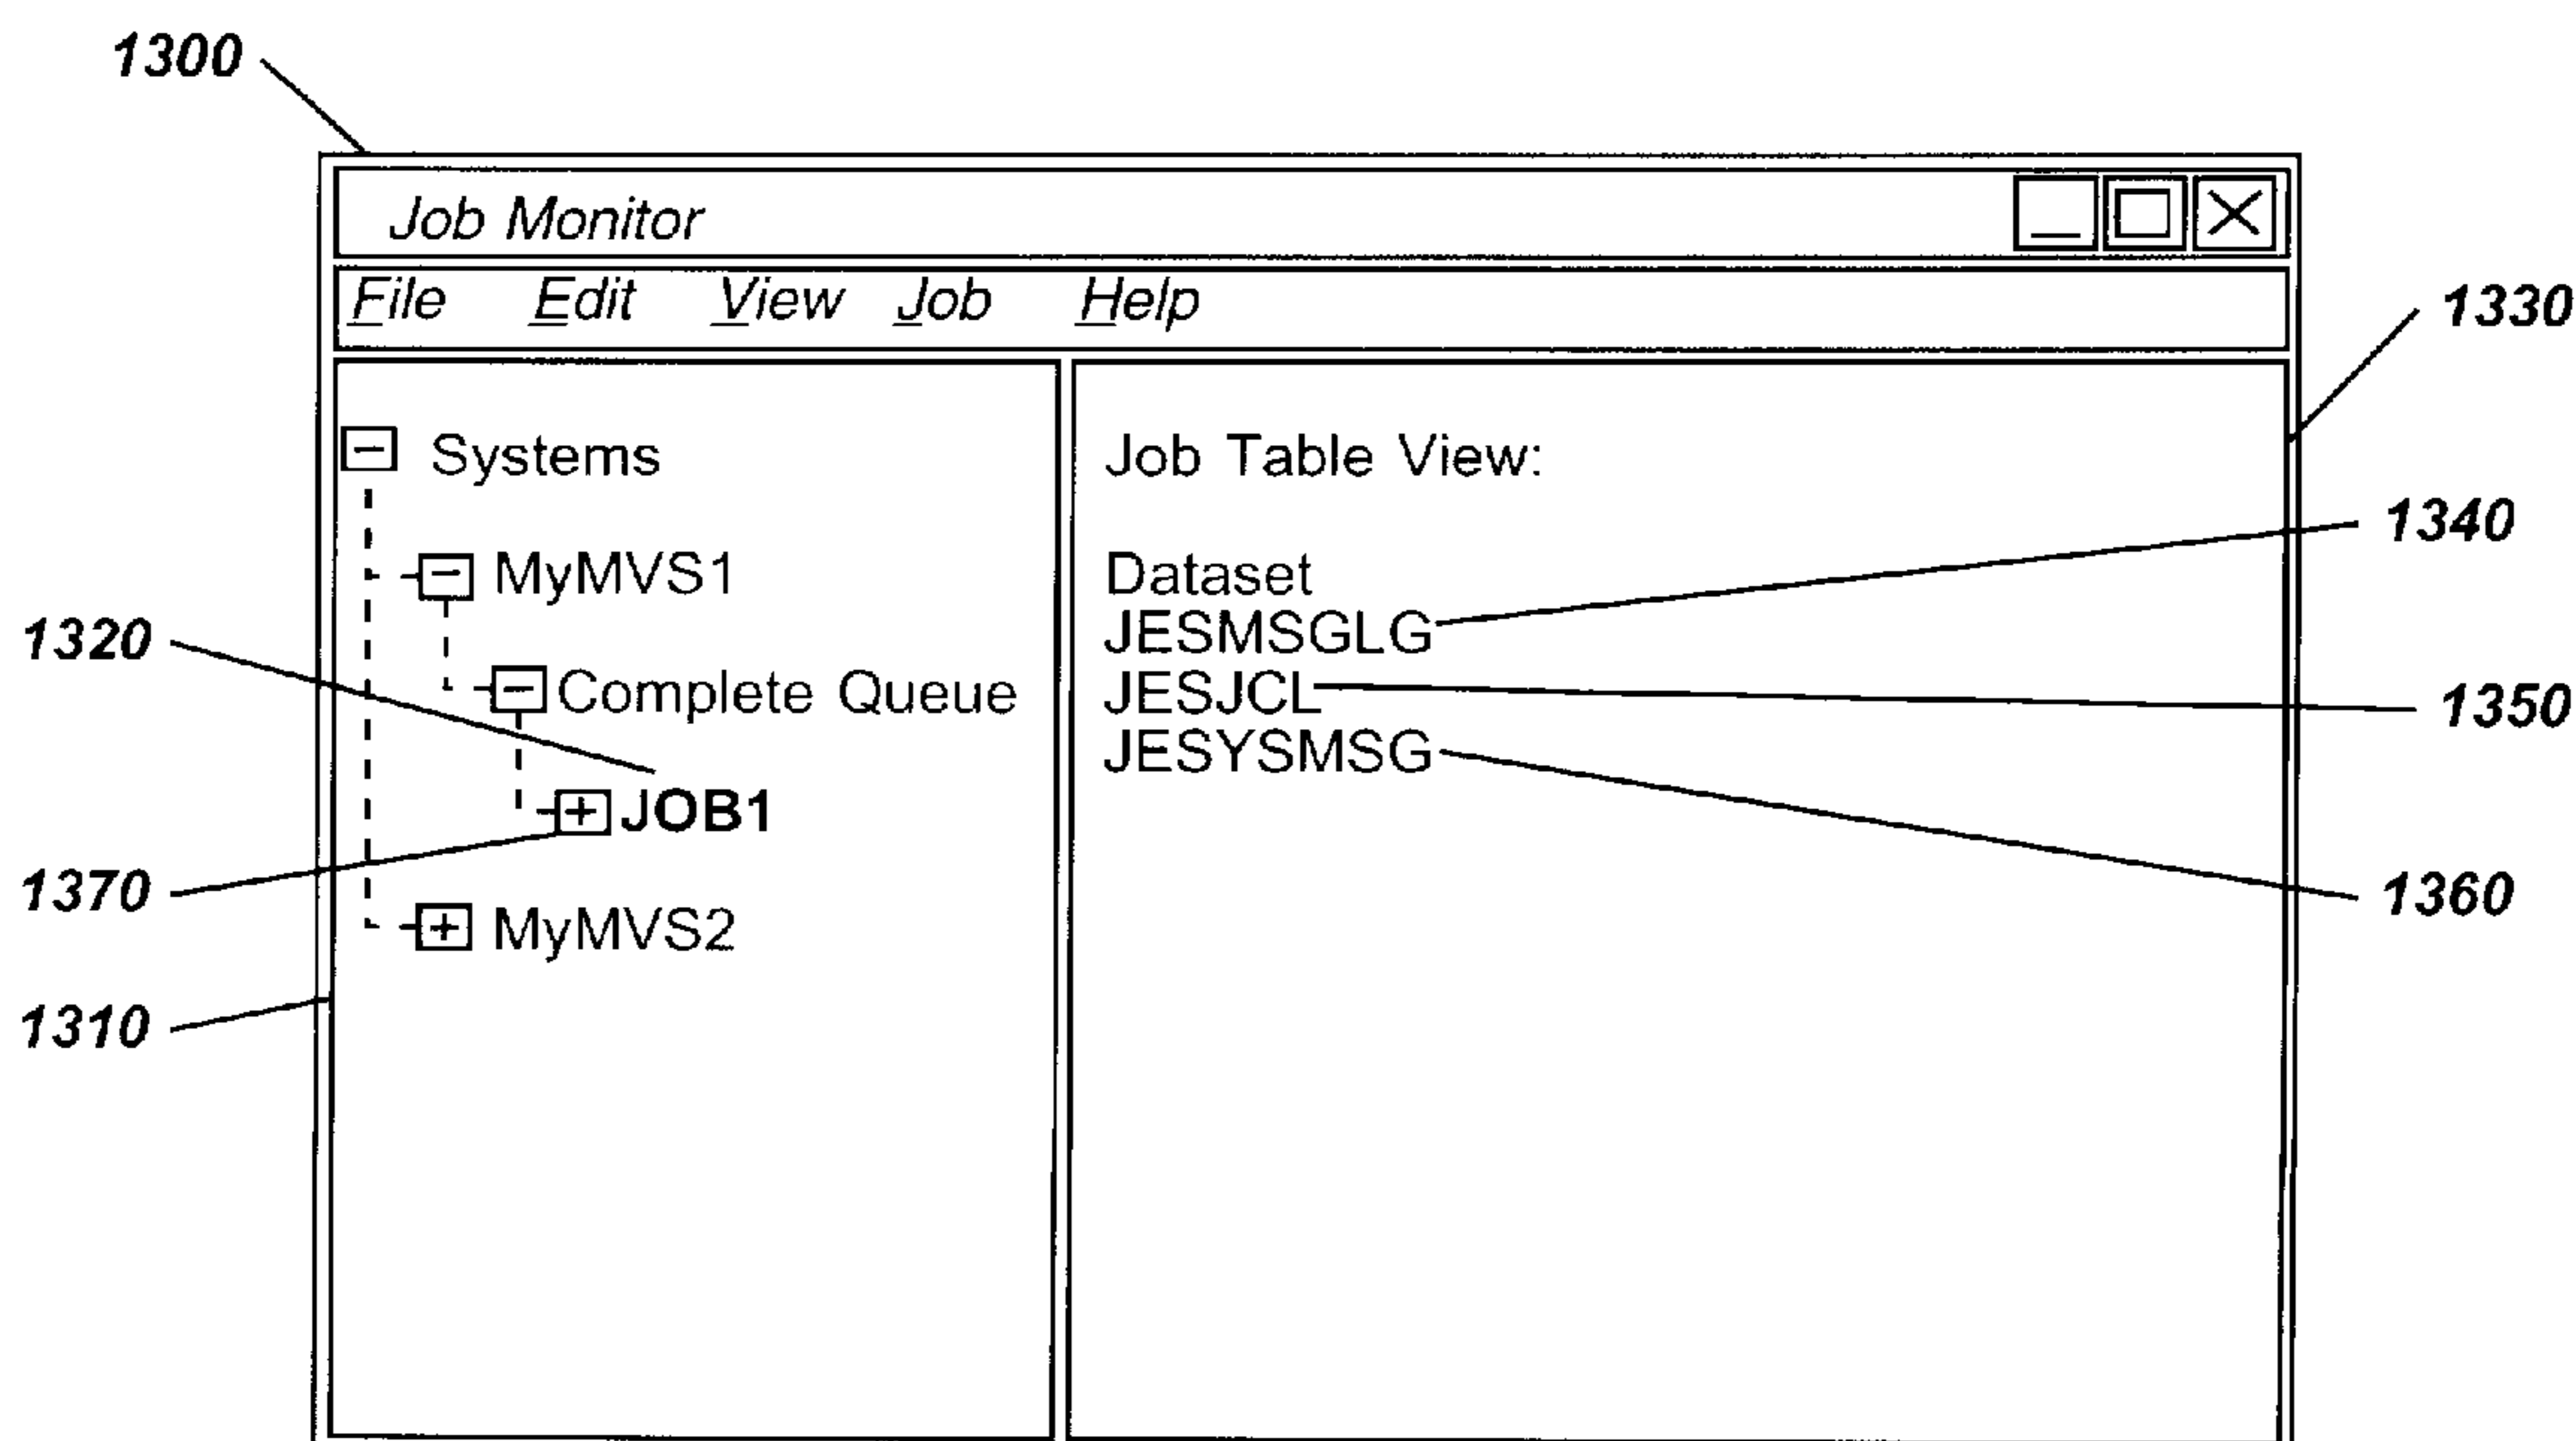 1300
Job Monitor
File Edit View Job Help
1330
Systems
MyMVS1
Complete Queue
JOB1
MyMVS2
1320
1370
1310
Job Table View:
Dataset
JESMSGLG
JESJCL
JESYSMSG
1340
1350
1360